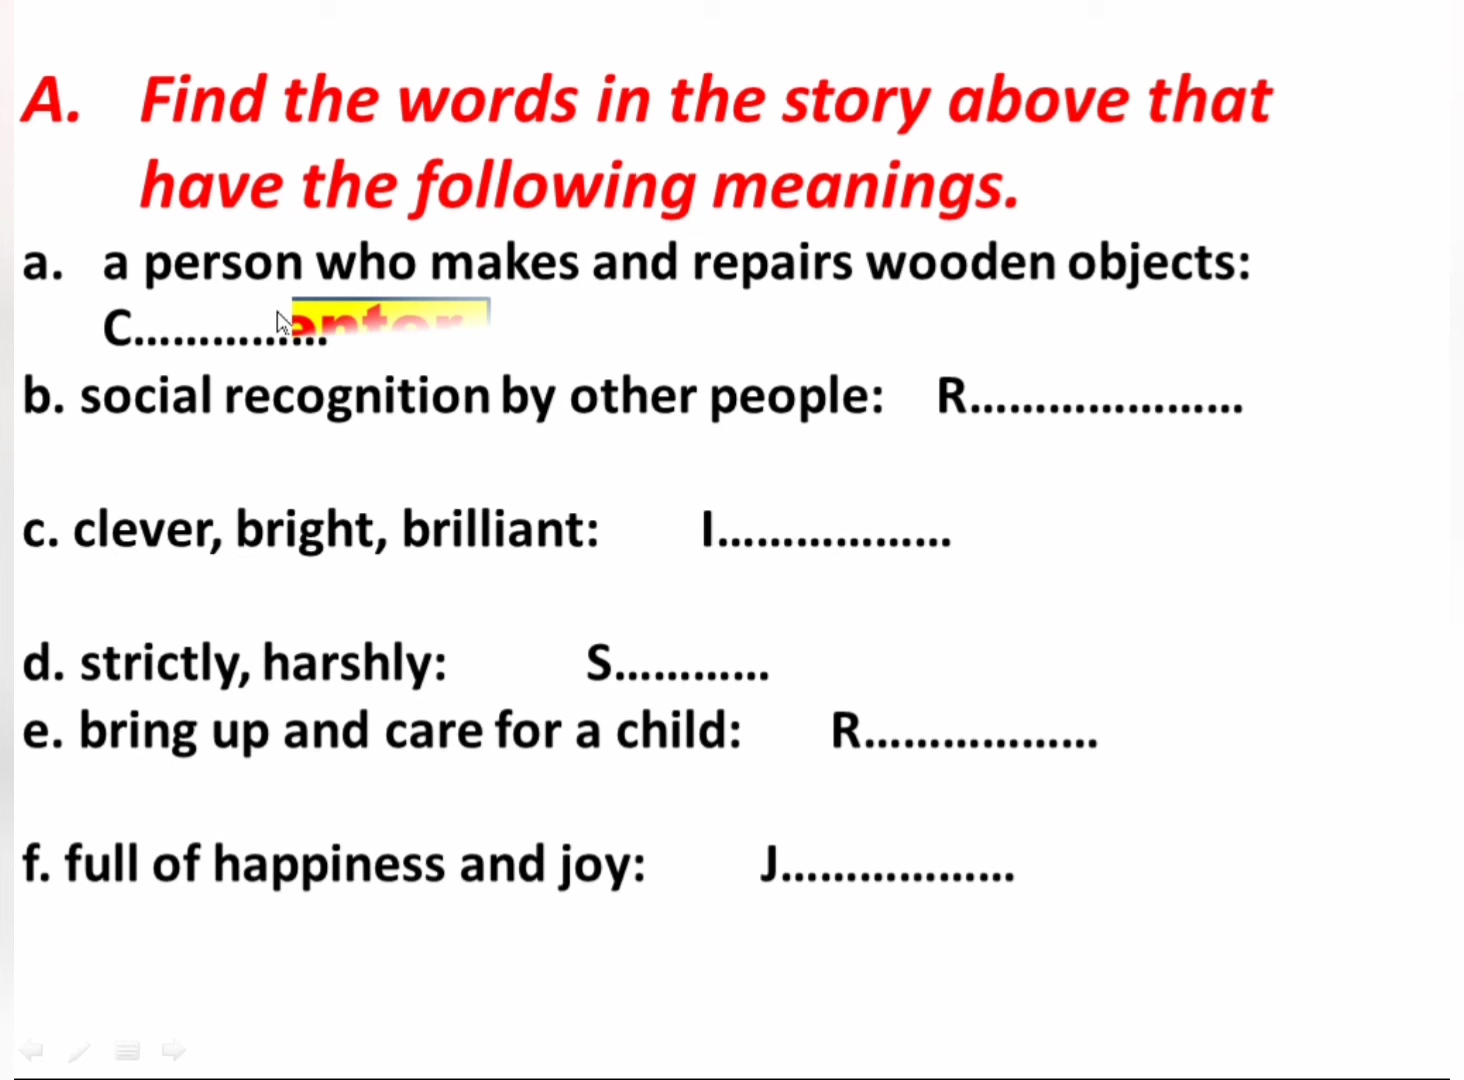 A. Find the words in the story above that
have the following meanings.
a. a person who makes and repairs wooden objects:
C...............
b. social recognition by other people: R.....................
c. clever, bright, brilliant: I..................
d. strictly, harshly: S............
e. bring up and care for a child: R..................
f. full of happiness and joy: J..................